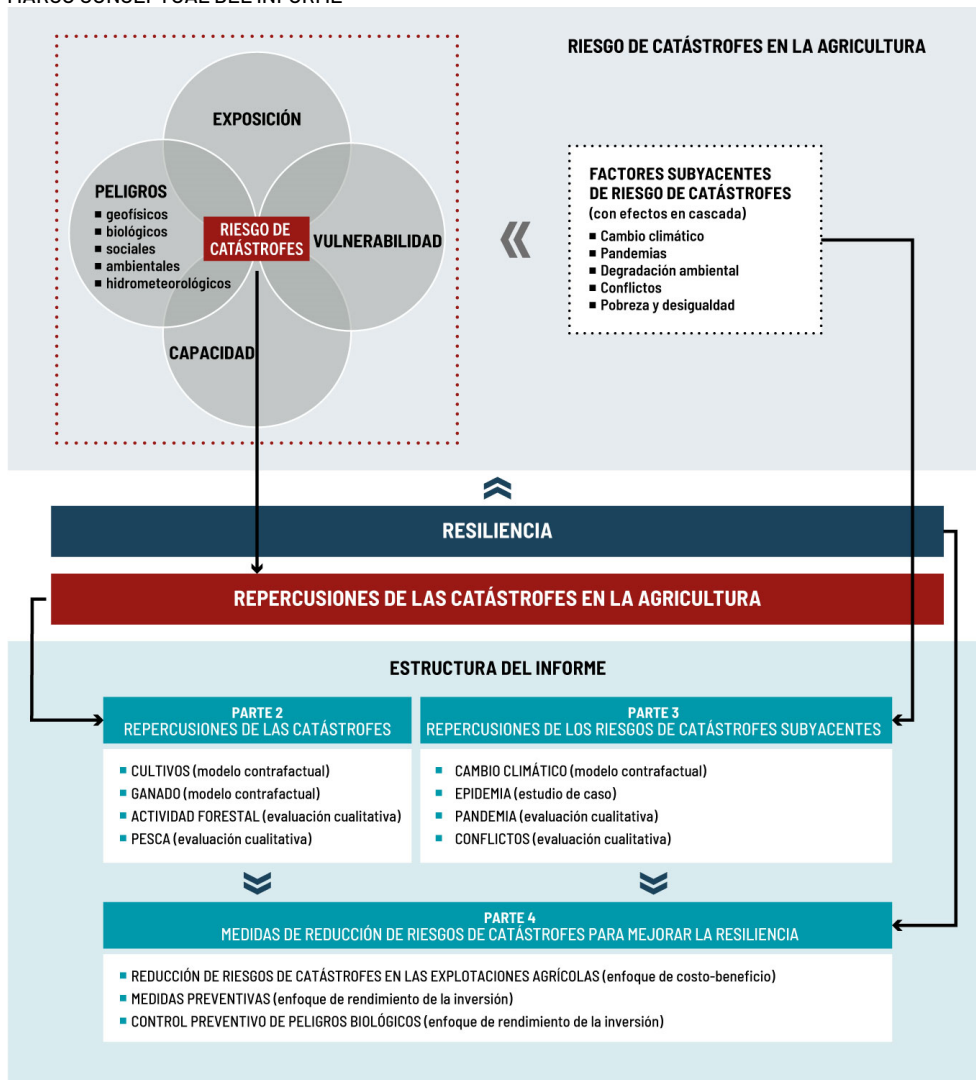 MARCO CONCEPTUAL DEL INFORME
RIESGO DE CATÁSTROFES EN LA AGRICULTURA
EXPOSICIÓN
PELIGROS
■ geofísicos
■ biológicos
■ sociales
■ ambientales
■ hidrometeorológicos
RIESGO DE
CATÁSTROFES
VULNERABILIDAD
CAPACIDAD
FACTORES SUBYACENTES
DE RIESGO DE CATÁSTROFES
(con efectos en cascada)
■ Cambio climático
■ Pandemias
■ Degradación ambiental
■ Conflictos
■ Pobreza y desigualdad
RESILIENCIA
REPERCUSIONES DE LAS CATÁSTROFES EN LA AGRICULTURA
ESTRUCTURA DEL INFORME
PARTE 2
REPERCUSIONES DE LAS CATÁSTROFES
■ CULTIVOS (modelo contrafactual)
■ GANADO (modelo contrafactual)
■ ACTIVIDAD FORESTAL (evaluación cualitativa)
■ PESCA (evaluación cualitativa)
PARTE 3
REPERCUSIONES DE LOS RIESGOS DE CATÁSTROFES SUBYACENTES
■ CAMBIO CLIMÁTICO (modelo contrafactual)
■ EPIDEMIA (estudio de caso)
■ PANDEMIA (evaluación cualitativa)
■ CONFLICTOS (evaluación cualitativa)
PARTE 4
MEDIDAS DE REDUCCIÓN DE RIESGOS DE CATÁSTROFES PARA MEJORAR LA RESILIENCIA
■ REDUCCIÓN DE RIESGOS DE CATÁSTROFES EN LAS EXPLOTACIONES AGRÍCOLAS (enfoque de costo-beneficio)
■ MEDIDAS PREVENTIVAS (enfoque de rendimiento de la inversión)
■ CONTROL PREVENTIVO DE PELIGROS BIOLÓGICOS (enfoque de rendimiento de la inversión)